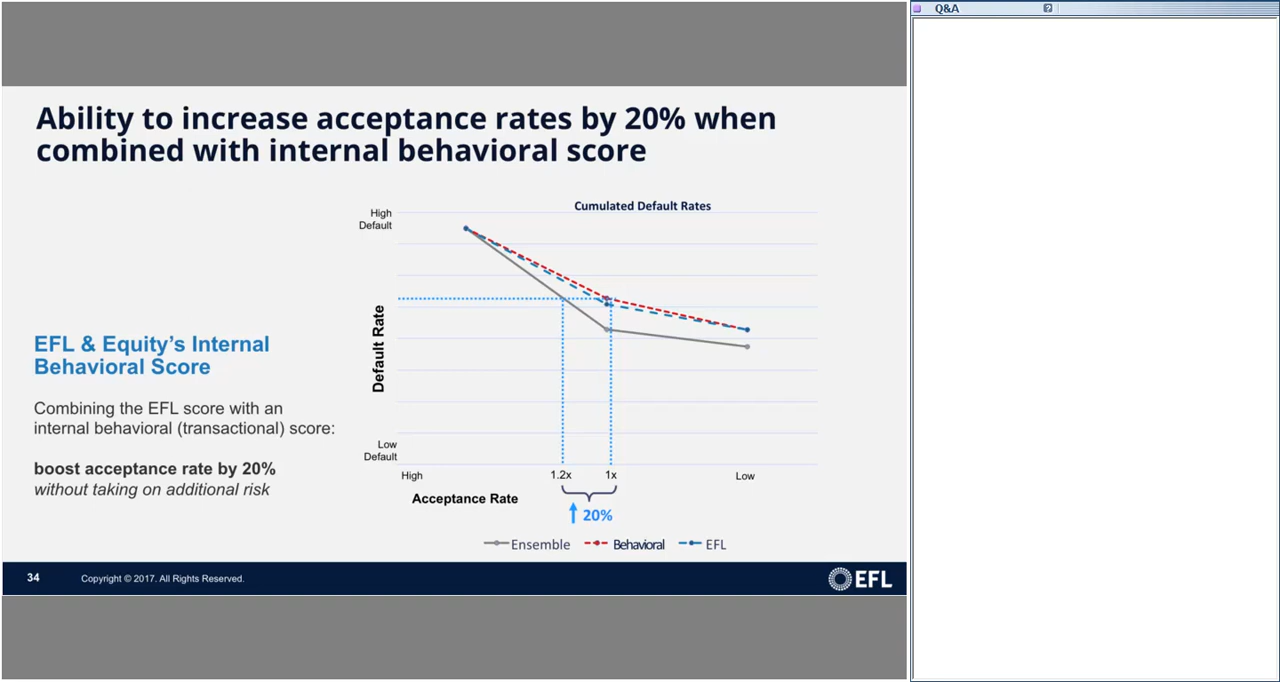 Q&A
?
Ability to increase acceptance rates by 20% when
combined with internal behavioral score
Cumulated Default Rates
High
Default
Default Rate
Low
Default
High
1.2x
1x
Low
Acceptance Rate
20%
Ensemble
Behavioral
EFL
EFL & Equity’s Internal
Behavioral Score
Combining the EFL score with an
internal behavioral (transactional) score:
boost acceptance rate by 20%
without taking on additional risk
34
Copyright © 2017. All Rights Reserved.
EFL